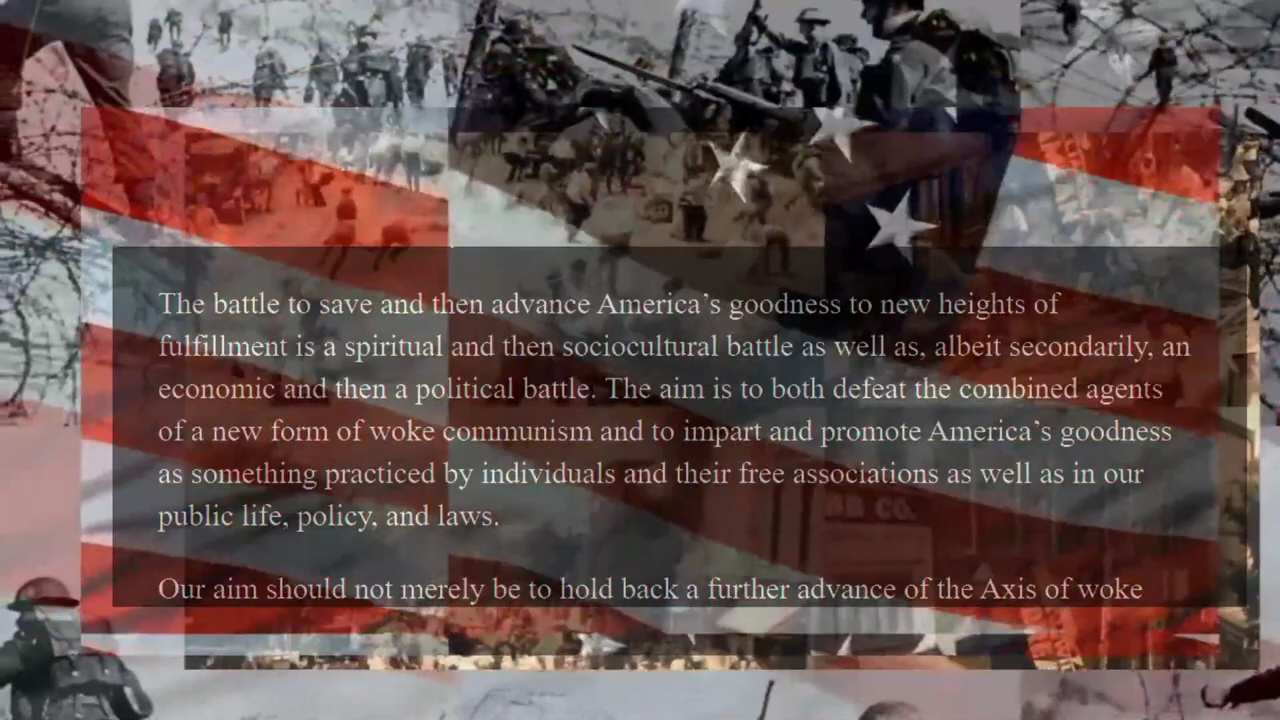 The battle to save and then advance America's goodness to new heights of
fulfillment is a spiritual and then sociocultural battle as well as, albeit secondarily, an
economic and then a political battle. The aim is to both defeat the combined agents
of a new form of woke communism and to impart and promote America's goodness
as something practiced by individuals and their free associations as well as in our
public life, policy, and laws.
Our aim should not merely be to hold back a further advance of the Axis of woke